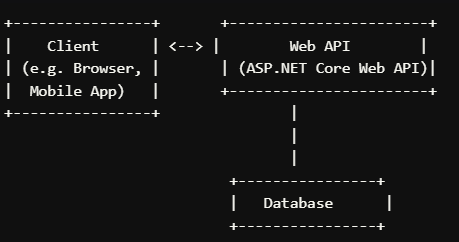 +----------------+       +-----------------------+
|    Client      | <--> |        Web API        |
| (e.g. Browser, |       | (ASP.NET Core Web API)|
|  Mobile App)   |       +-----------------------+
+----------------+               |
                                 |
                                 |
                         +----------------+
                         |   Database      |
                         +----------------+